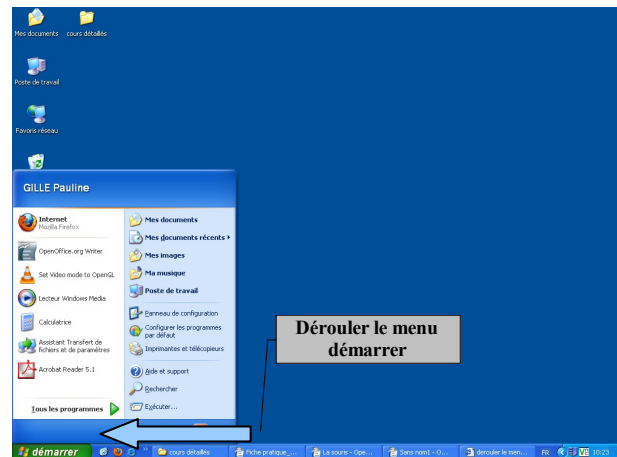 Mes documents
cours détaillés
Poste de travail
Favoris réseau
GILLE Pauline
Internet
Mozilla Firefox
OpenOffice.org Writer
Set Video mode to OpenGL
Lecteur Windows Media
Calculatrice
Assistant Transfert de
fichiers et de paramètres
Acrobat Reader 5.1
Tous les programmes
Mes documents
Mes documents récents
Mes images
Ma musique
Poste de travail
Panneau de configuration
Configurer les programmes
par défaut
Imprimantes et télécopieurs
Aide et support
Rechercher
Exécuter...
Dérouler le menu
démarrer
démarrer
cours détaillés
Fiche pratique_...
La souris - Ope...
Sans nom1 - O...
derouler le men...
FR
10:23